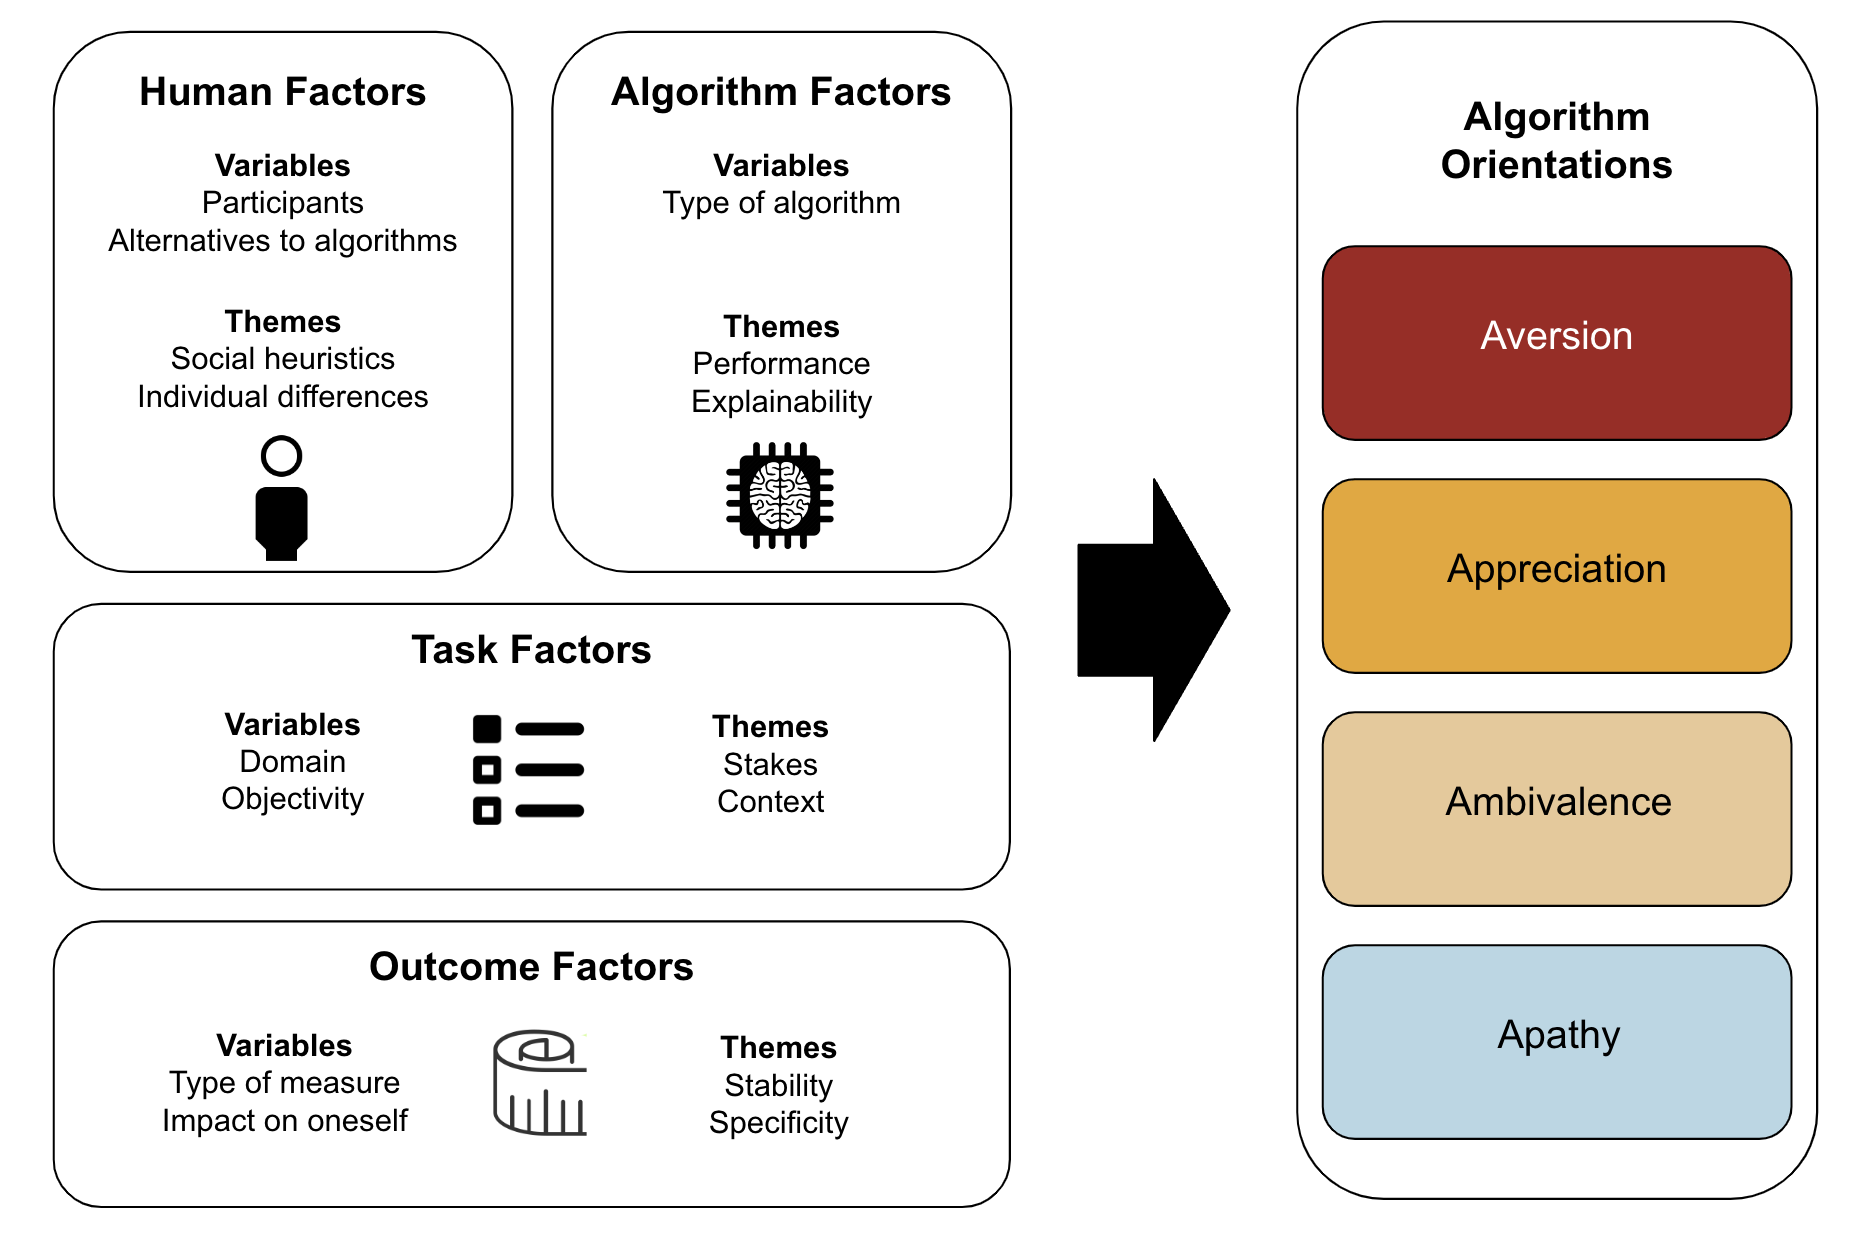 Human Factors
Variables
Participants
Alternatives to algorithms
Themes
Social heuristics
Individual differences
Algorithm Factors
Variables
Type of algorithm
Themes
Performance
Explainability
Task Factors
Variables
Domain
Objectivity
Themes
Stakes
Context
Outcome Factors
Variables
Type of measure
Impact on oneself
Themes
Stability
Specificity
Algorithm
Orientations
Aversion
Appreciation
Ambivalence
Apathy